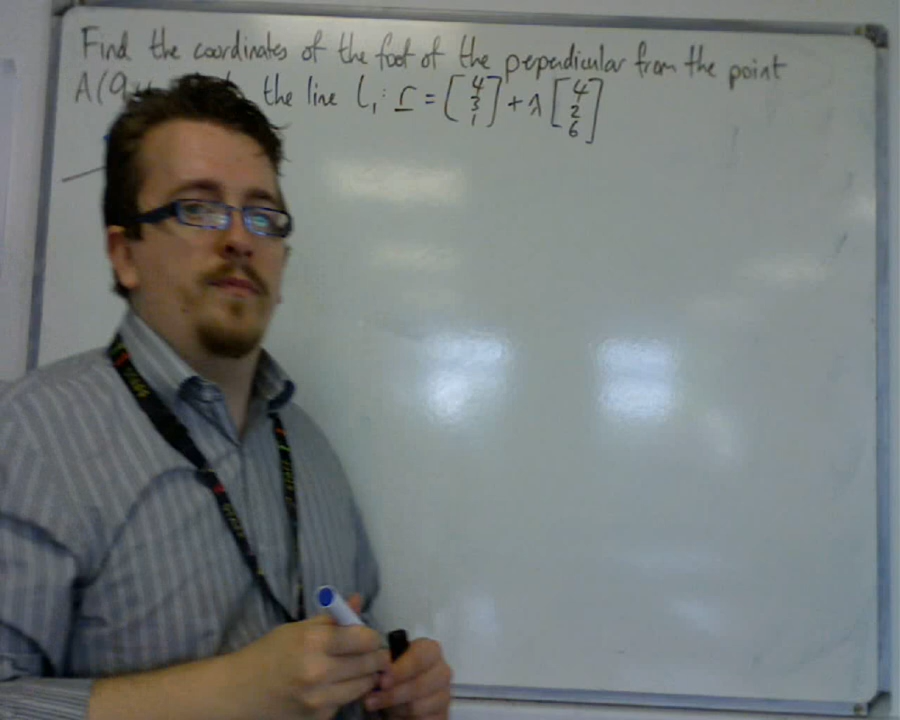 Find the coordinates of the foot of the perpendicular from the point
A(9, the line l₁: r = [4 3 1] + λ [4 2 6]